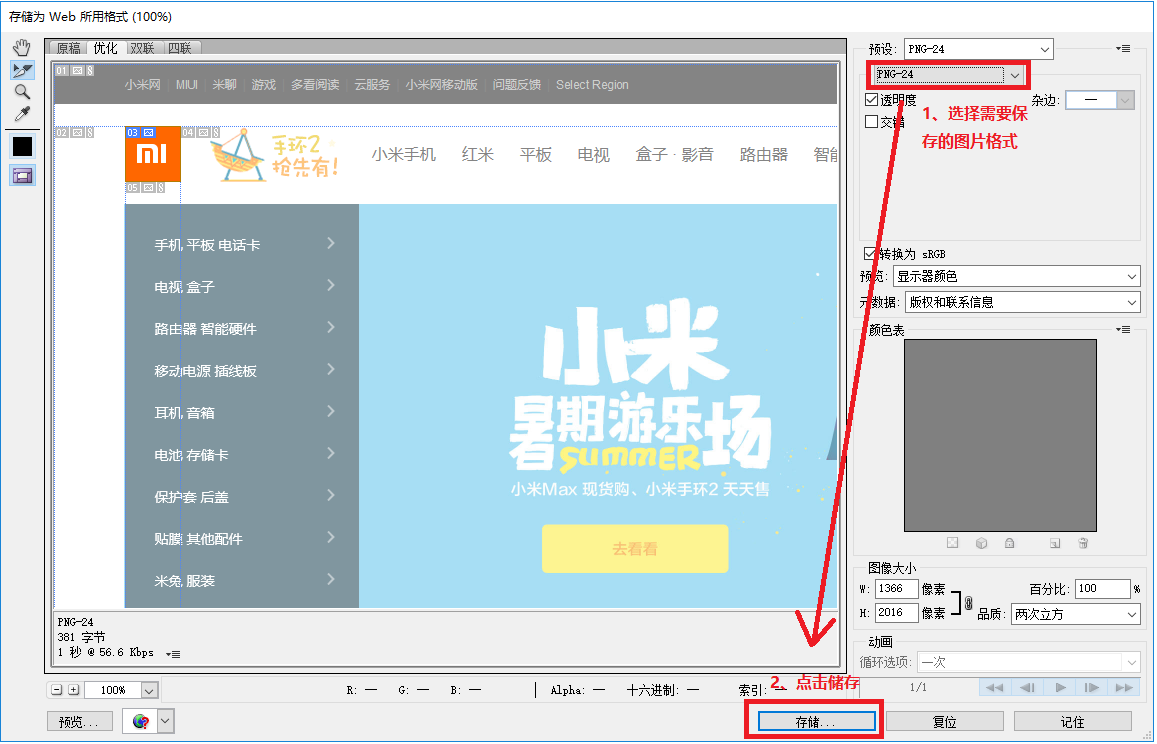 存储为 Web 所用格式 (100%)
原稿 优化 双联 四联
01
小米网 MIUI 米聊 游戏 多看阅读 云服务 小米网移动版 问题反馈 Select Region
02 03 04
mi
手环2
抢先有!
小米手机 红米 平板 电视 盒子 · 影音 路由器 智能
05
手机 平板 电话卡
电视 盒子
路由器 智能硬件
移动电源 插线板
耳机 音箱
电池 存储卡
保护套 后盖
贴膜 其他配件
米兔 服装
小米
暑期游乐场
SUMMER
小米Max 现货购、小米手环2 天天售
去看看
PNG-24
381 字节
1 秒 @ 56.6 Kbps
100%
R: — G: — B: — Alpha: — 十六进制: — 索引: —
预览...
预设: PNG-24
PNG-24
透明度 杂边: —
交错
1、选择需要保
存的图片格式
转换为 sRGB
预览: 显示器颜色
元数据: 版权和联系信息
颜色表
图像大小
W: 1366 像素 百分比: 100 %
H: 2016 像素 品质: 两次立方
动画
循环选项: 一次
1/1
2、点击储存
存储... 复位 记住